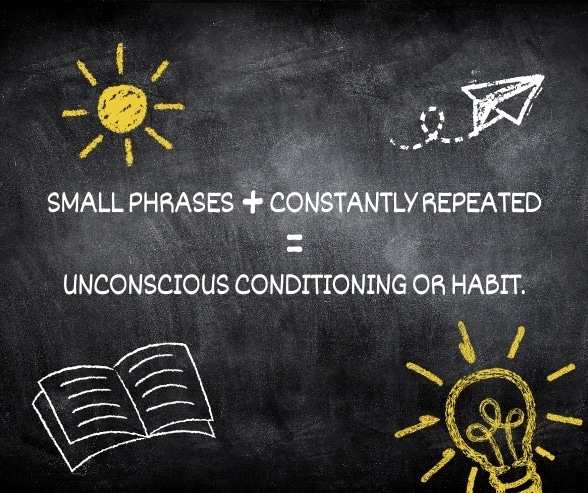 SMALL PHRASES + CONSTANTLY REPEATED
=
UNCONSCIOUS CONDITIONING OR HABIT.